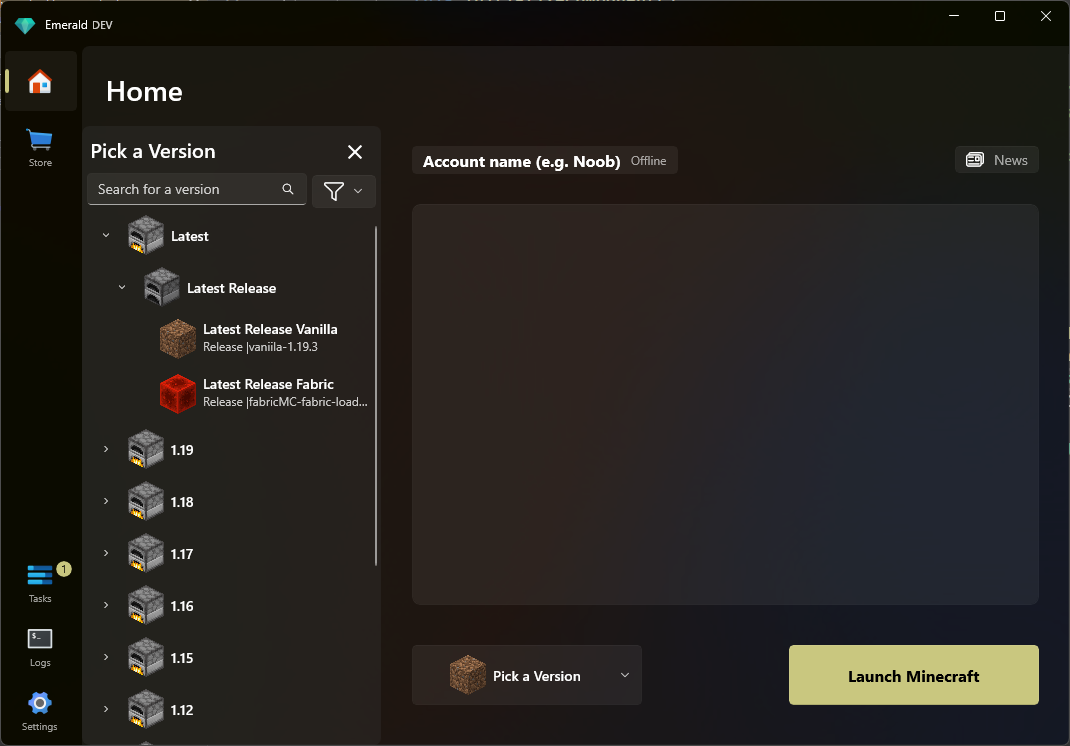 Emerald DEV
Home
Store
Pick a Version
Search for a version
Latest
Latest Release
Latest Release Vanilla
Release |vaniila-1.19.3
Latest Release Fabric
Release |fabricMC-fabric-load...
1.19
1.18
1.17
1.16
1.15
1.12
1
Tasks
Logs
Settings
Account name (e.g. Noob) Offline
News
Pick a Version
Launch Minecraft